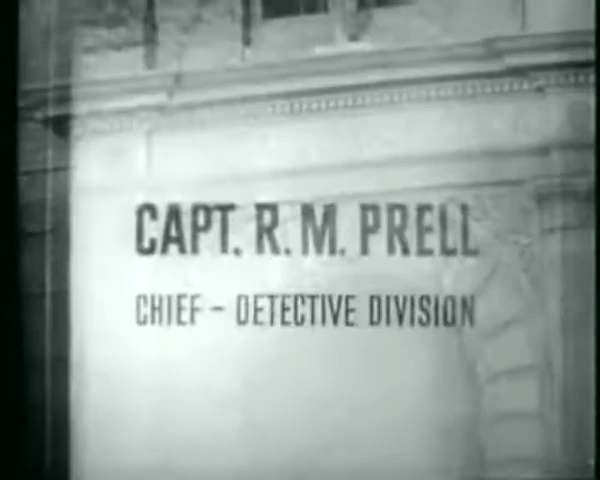 CAPT. R. M. PRELL
CHIEF - DETECTIVE DIVISION